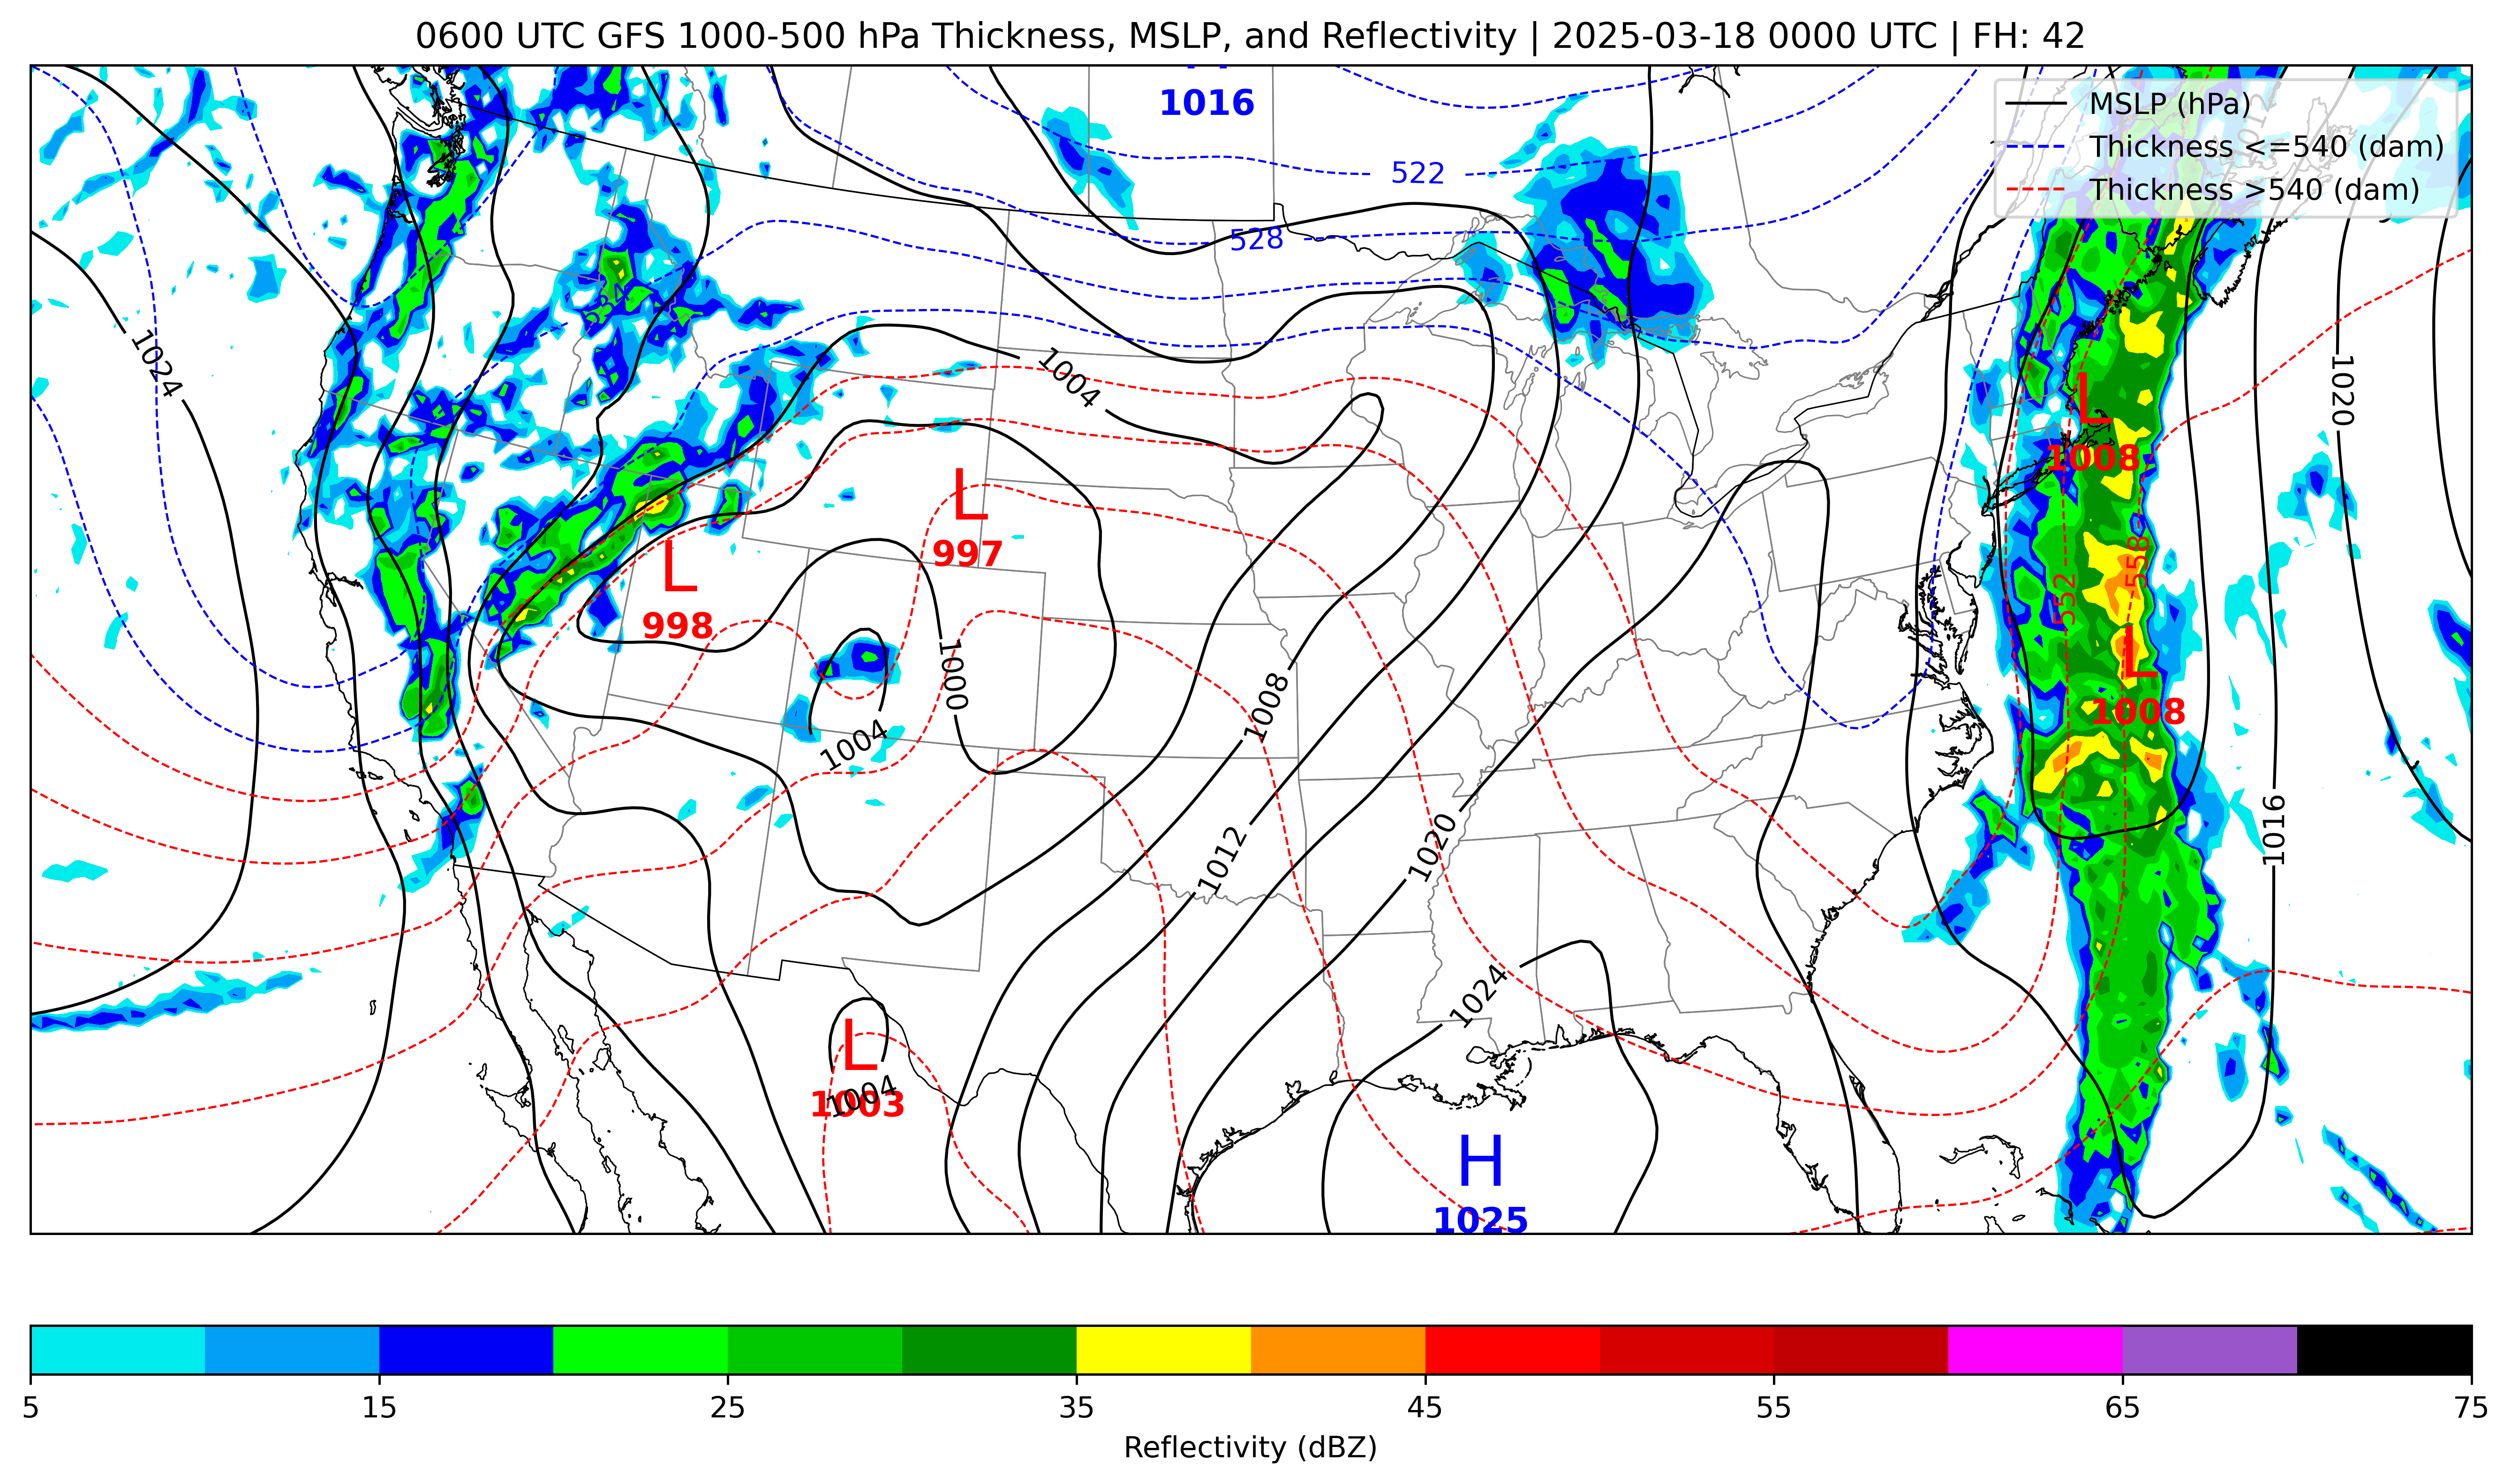 0600 UTC GFS 1000-500 hPa Thickness, MSLP, and Reflectivity | 2025-03-18 0000 UTC | FH: 42
MSLP (hPa)
Thickness <=540 (dam)
Thickness >540 (dam)
1016
1012
522
528
534
1024
1004
1020
L
1008
L
997
L
998
558
552
L
1008
1000
1008
1004
1012
1020
1016
1024
L
1004
1003
H
1025
5
15
25
35
45
55
65
75
Reflectivity (dBZ)